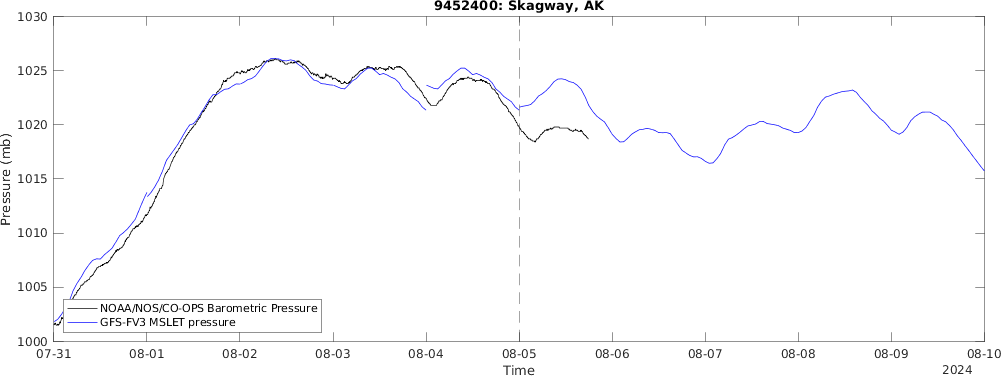 9452400: Skagway, AK
Pressure (mb)
1030
1025
1020
1015
1010
1005
1000
NOAA/NOS/CO-OPS Barometric Pressure
GFS-FV3 MSLET pressure
07-31 08-01 08-02 08-03 08-04 08-05 08-06 08-07 08-08 08-09 08-10
Time
2024